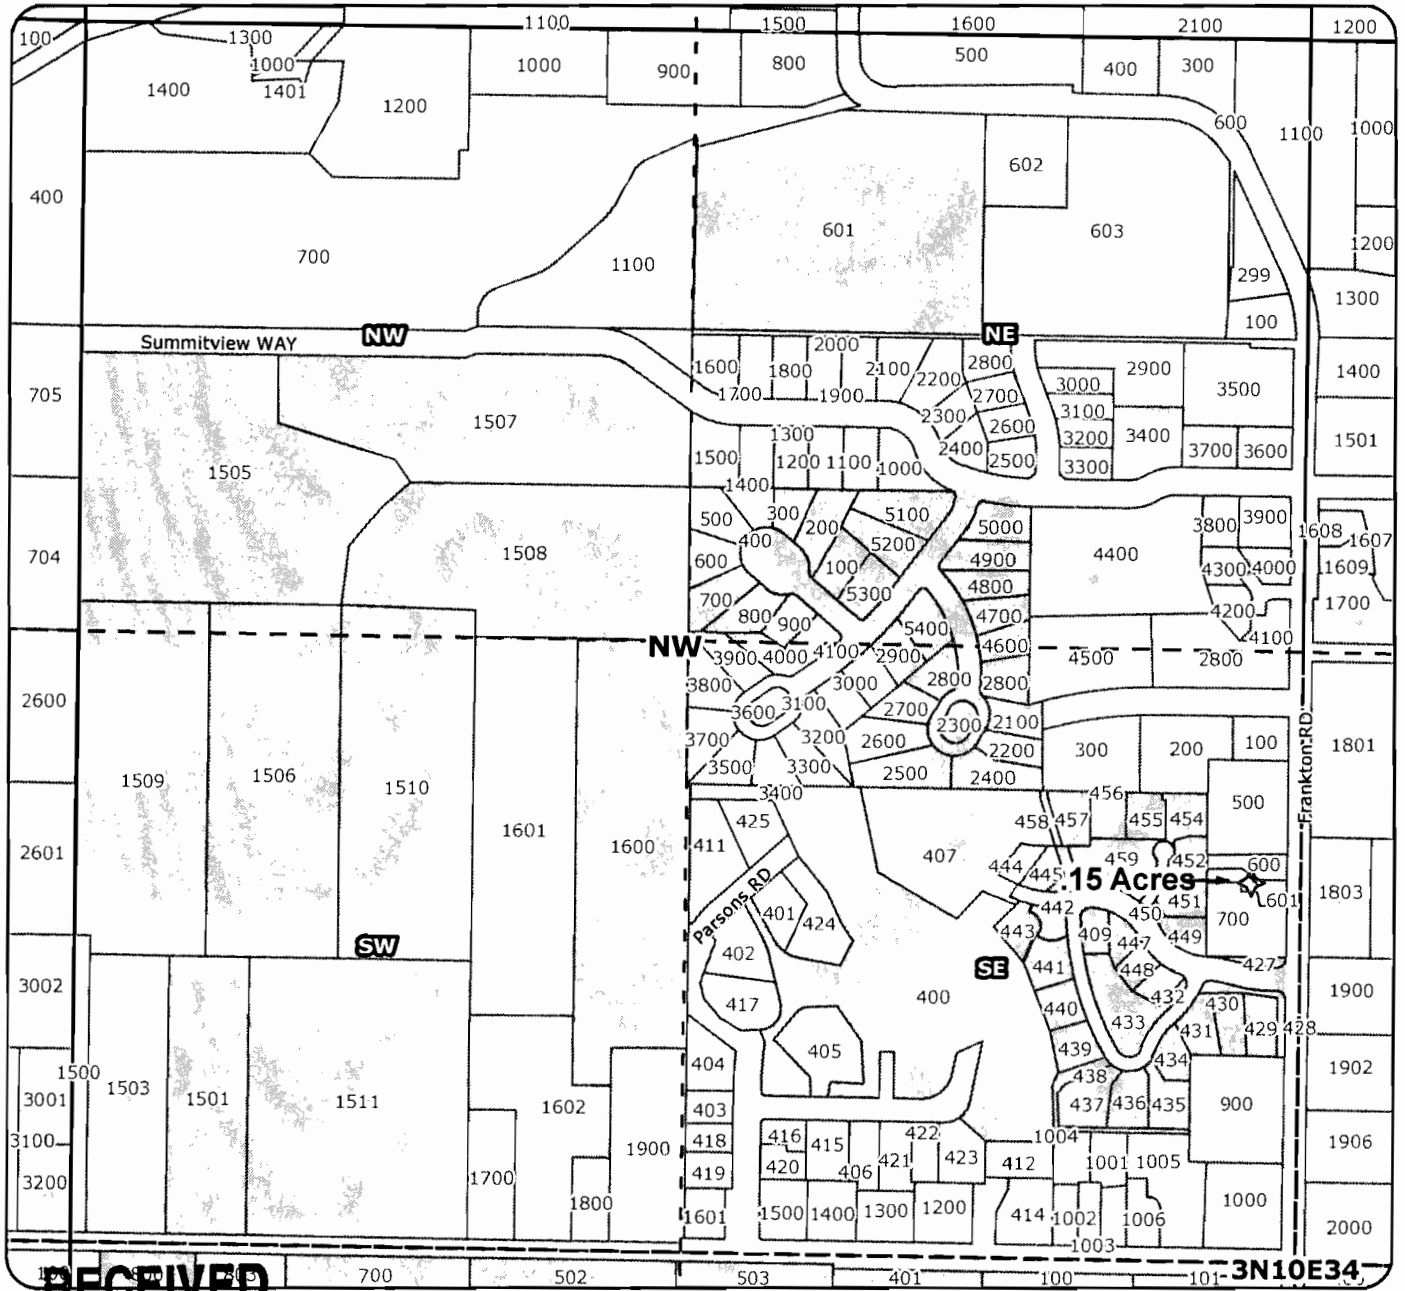 1100 1500 1600 2100 1200
100 1300 1000 1400 1401 1200 1000 900 800 500 400 300
600 1100 1000
400 602
700 1100 601 603 1200
299 1300
100
Summitview WAY NW NE
2000
1600 1800 2100 2200 2800 2900 3500 1400
705 1700 1900 2700 3000
1507 2300 2600 3100
1300 2400 3200 3400 1501
1505 1500 1200 1100 1000 2500 3300 3700 3600
1400
500 300 200 5100 5000 3800 3900 1608
704 1508 400 5200 4400 1607
600 100 4900 4300 4000 11609
5300 4800
700 800 900 4700 4200 1700
5400 4100
NW 3900 4000 4100 2900 4600 4500 2800
3800 3000 2800 2800
2600 3600 3100 2700 2300 2100
3700 3200 2600 2200 300 200 100 1801
1509 1506 1510 3500 3300 2500 2400
3400 456 500
Frankton RD
1601 1600 425 458 457 455 454
2601 411 407 459 452
444 445 600
.15 Acres 1803
Parsons RD
401 424 442 450 451 601
443 409 700
SW 402 447 449
SE 441 448 427
3002 417 400 440 432 430 1900
433 431 429 428
405 439 434
404 438 1902
1500 1503 1501 1511 1602 437 436 435 900
3001 403
3100 418 416 415 422 1004 1906
1900 419 420 406 421 423 412 1001 1005
3200 1700
1800 1601 1500 1400 1300 1200 414 1002 1006 1000 2000
1003
700 502 503 401 100 101 3N10E34
RECEIVED